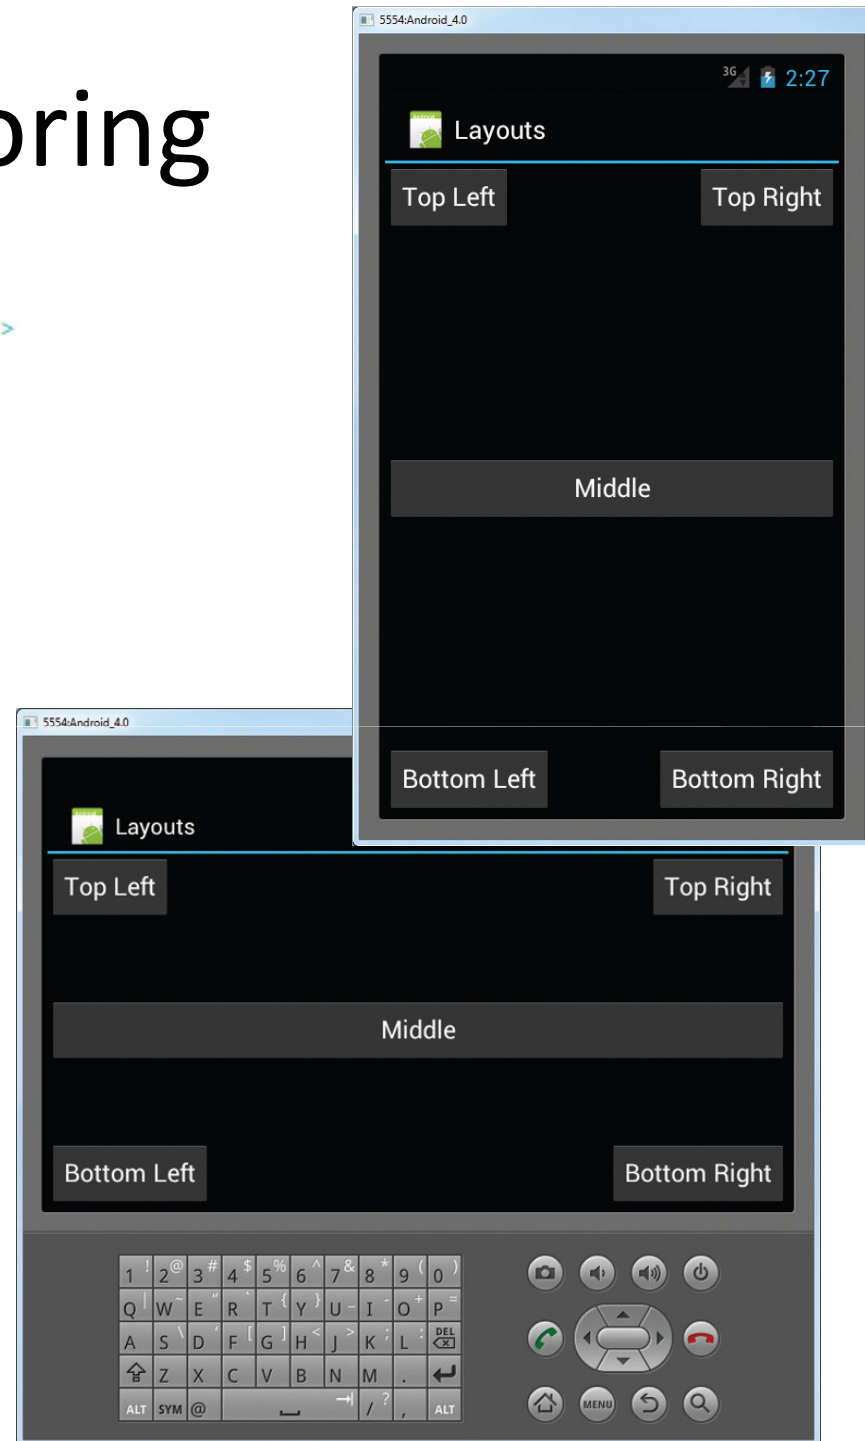 5554:Android_4.0
3G 2:27
oring
Layouts
Top Left Top Right
>
Middle
Bottom Left Bottom Right
5554:Android_4.0
Layouts
Top Left Top Right
Middle
Bottom Left Bottom Right
1 ! 2 @ 3 # 4 $ 5 % 6 ^ 7 & 8 * 9 ( 0 )
Q | W ~ E " R ` T { Y } U _ I - O + P =
A S \ D ' F [ G ] H < J > K ; L : DEL
Z X C V B N M .
ALT SYM @ / ? , ALT
MENU